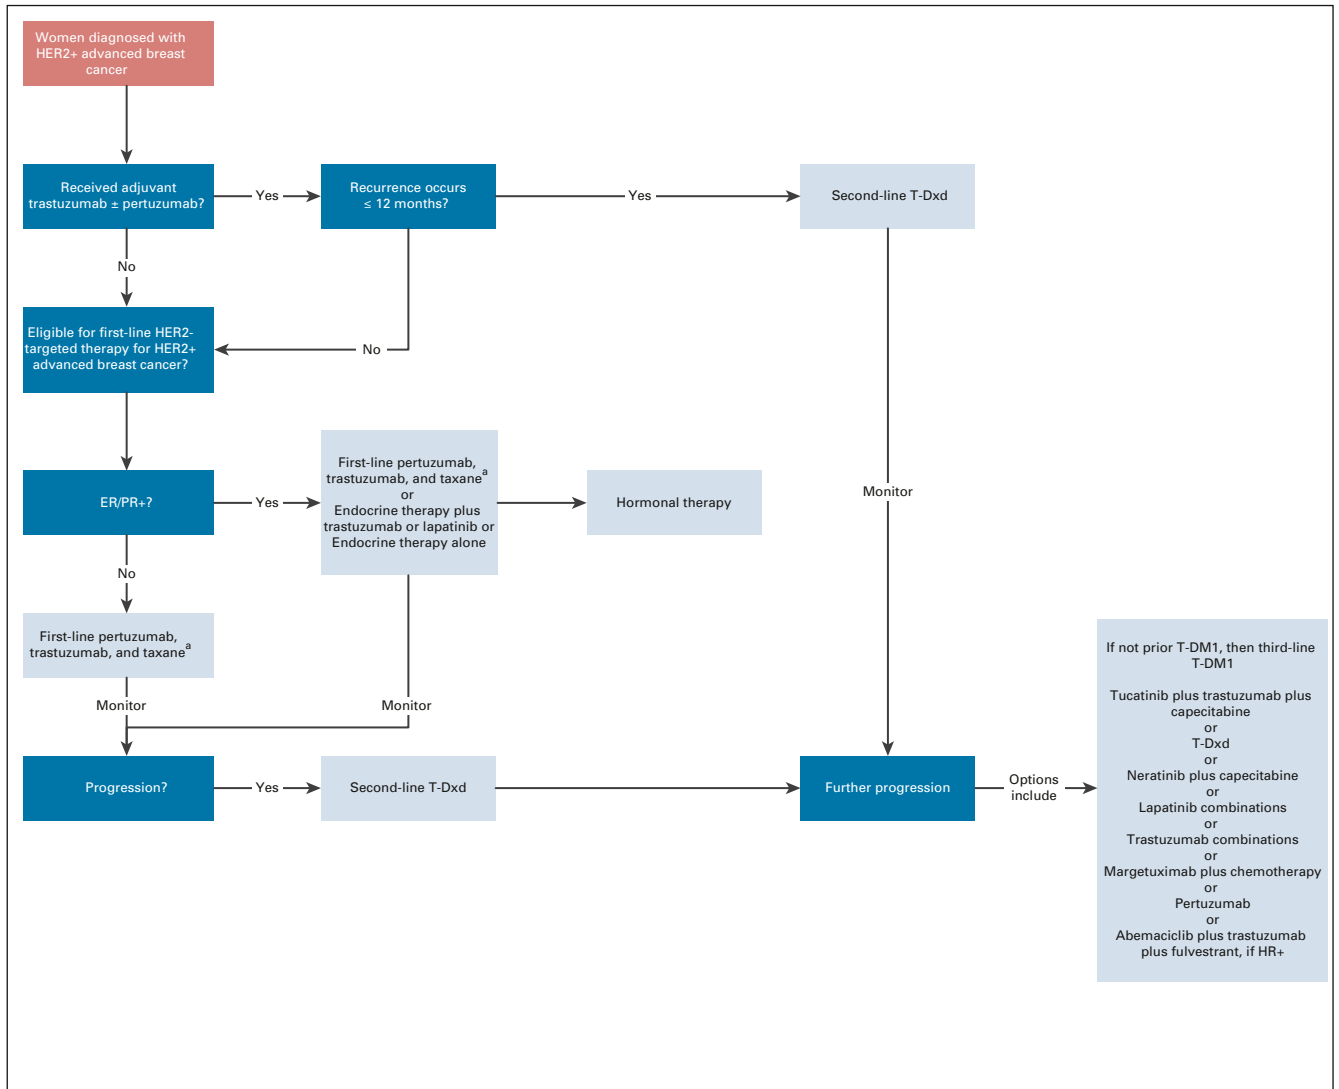 Women diagnosed with
HER2+ advanced breast
cancer
Received adjuvant
trastuzumab ± pertuzumab?
Yes
Recurrence occurs
≤ 12 months?
Yes
Second-line T-Dxd
No
No
Eligible for first-line HER2-
targeted therapy for HER2+
advanced breast cancer?
ER/PR+?
Yes
First-line pertuzumab,
trastuzumab, and taxaneª
or
Endocrine therapy plus
trastuzumab or lapatinib or
Endocrine therapy alone
Hormonal therapy
Monitor
No
First-line pertuzumab,
trastuzumab, and taxaneª
Monitor
Monitor
Progression?
Yes
Second-line T-Dxd
Further progression
Options
include
If not prior T-DM1, then third-line
T-DM1
Tucatinib plus trastuzumab plus
capecitabine
or
T-Dxd
or
Neratinib plus capecitabine
or
Lapatinib combinations
or
Trastuzumab combinations
or
Margetuximab plus chemotherapy
or
Pertuzumab
or
Abemaciclib plus trastuzumab
plus fulvestrant, if HR+